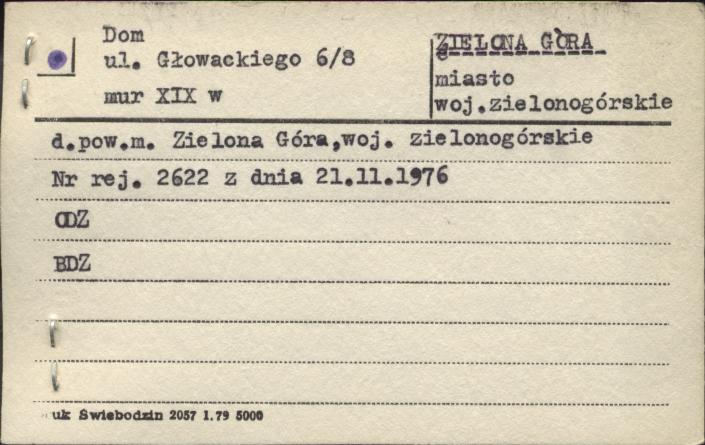 Dom
ul. Głowackiego 6/8
mur XIX w
ZIELONA GÓRA
miasto
woj.zielonogórskie
d.pow.m. Zielona Góra,woj. zielonogórskie
Nr rej. 2622 z dnia 21.11.1976
ODZ
BDZ
uk Świebodzin 2057 1.79 5000